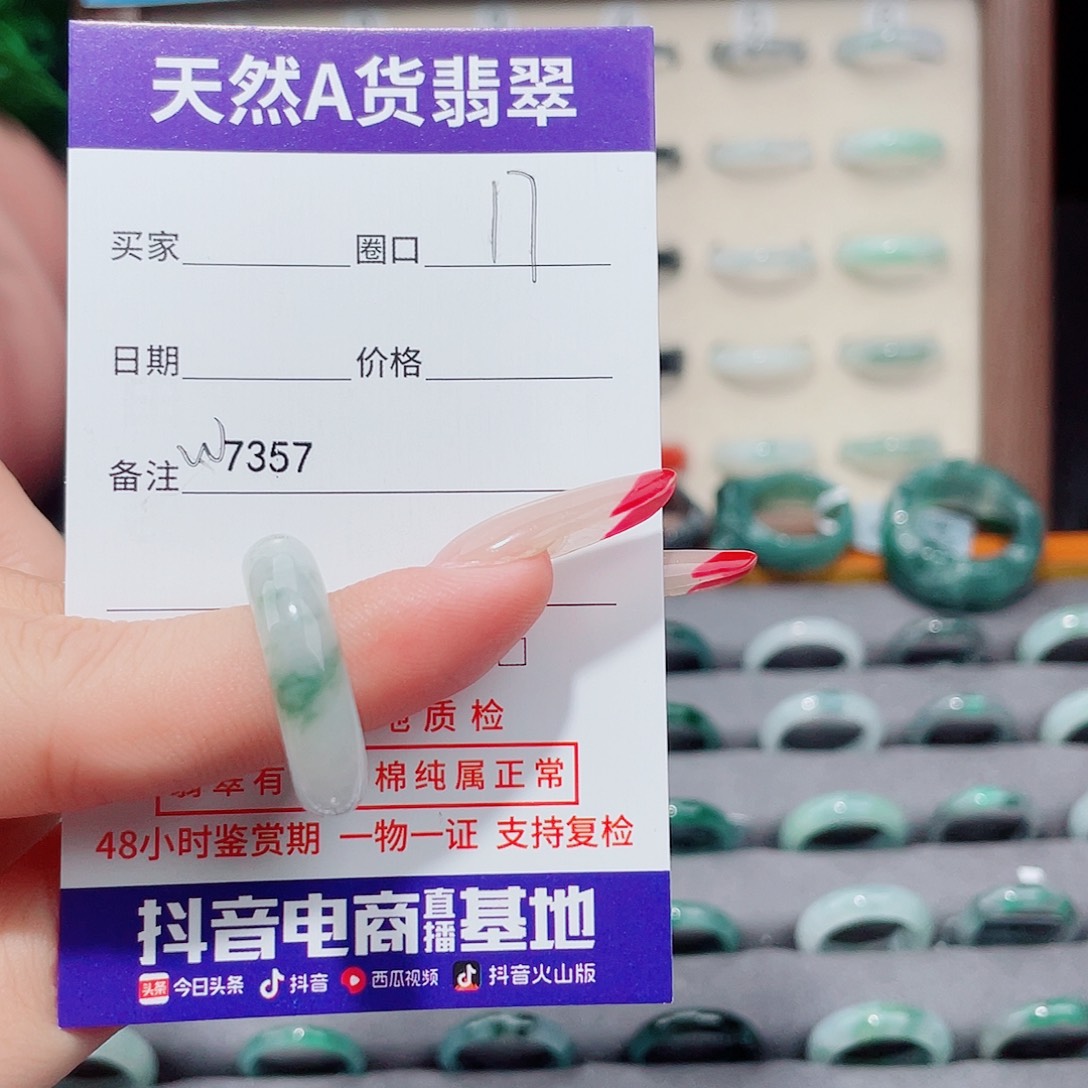 天然A货翡翠
买家 圈口 17
日期 价格
备注 W7357
质检
翡翠有 棉纯属正常
48小时鉴赏期 一物一证 支持复检
抖音电商直播基地
头条 今日头条 抖音 西瓜视频 抖音火山版